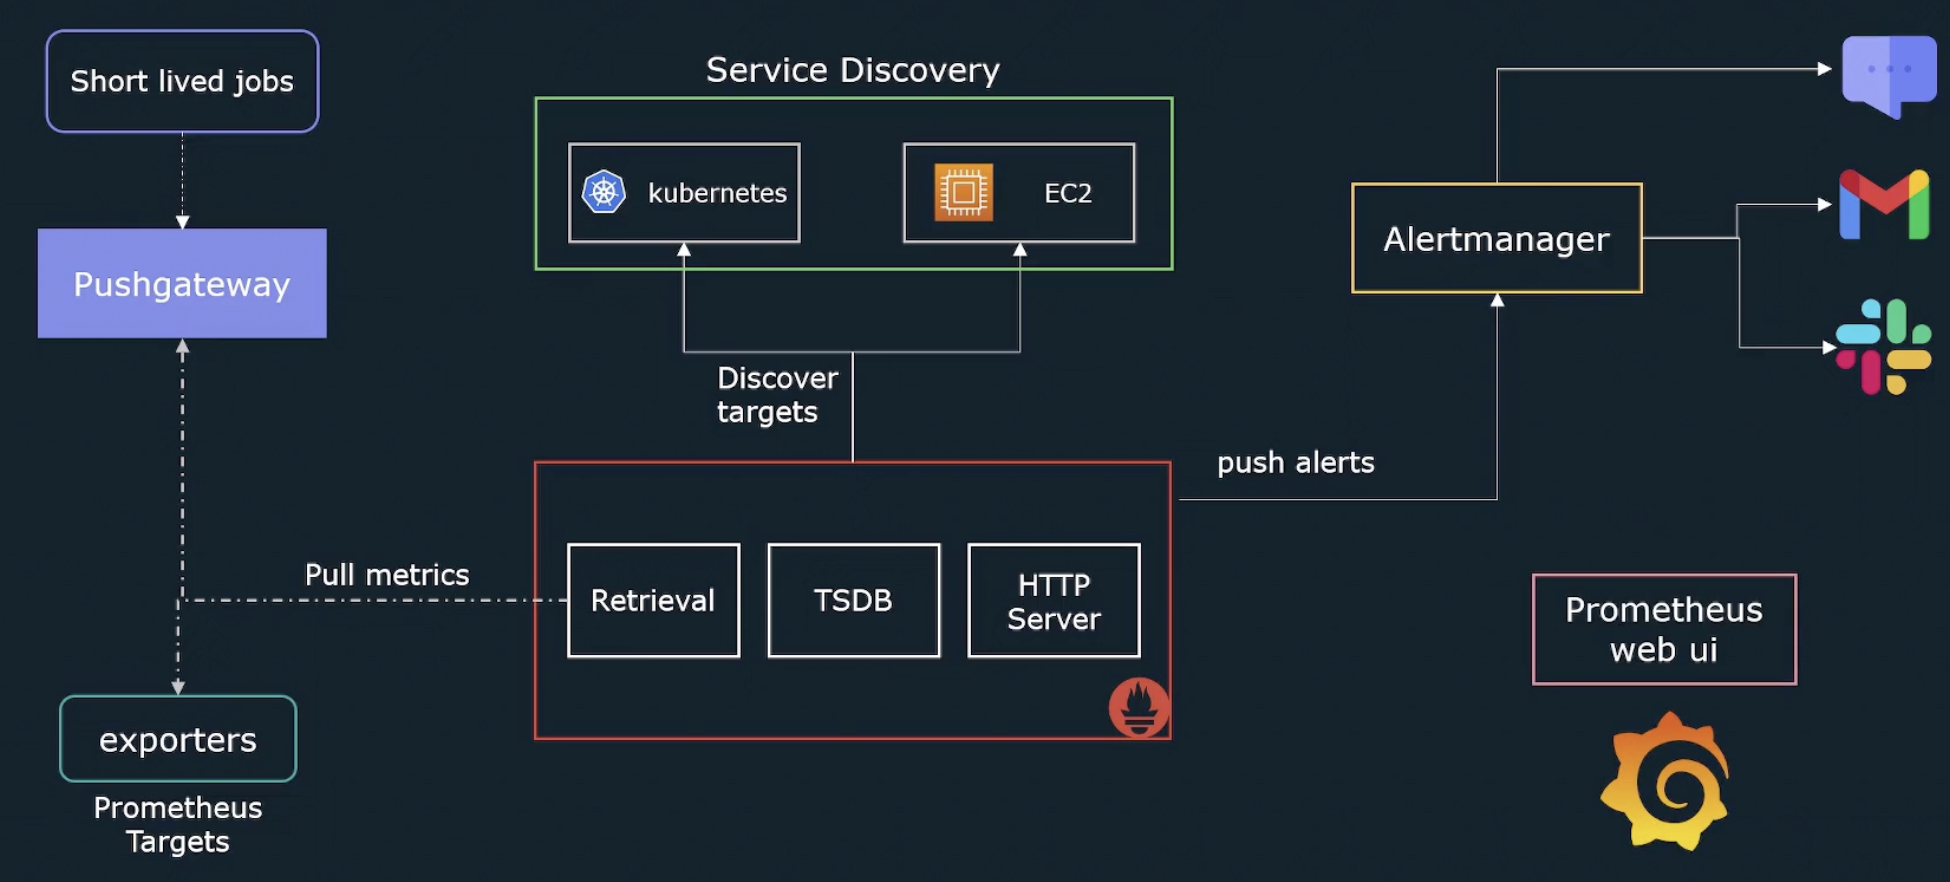 Short lived jobs
Pushgateway
Service Discovery
kubernetes
EC2
Discover
targets
Pull metrics
Retrieval
TSDB
HTTP
Server
exporters
Prometheus
Targets
push alerts
Alertmanager
Prometheus
web ui